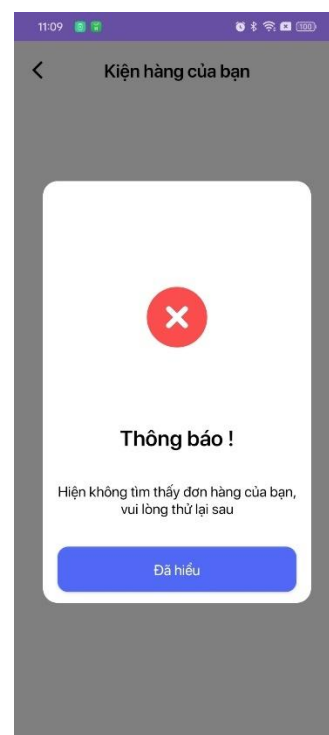 11:09
100
Kiện hàng của bạn
Thông báo !
Hiện không tìm thấy đơn hàng của bạn,
vui lòng thử lại sau
Đã hiểu